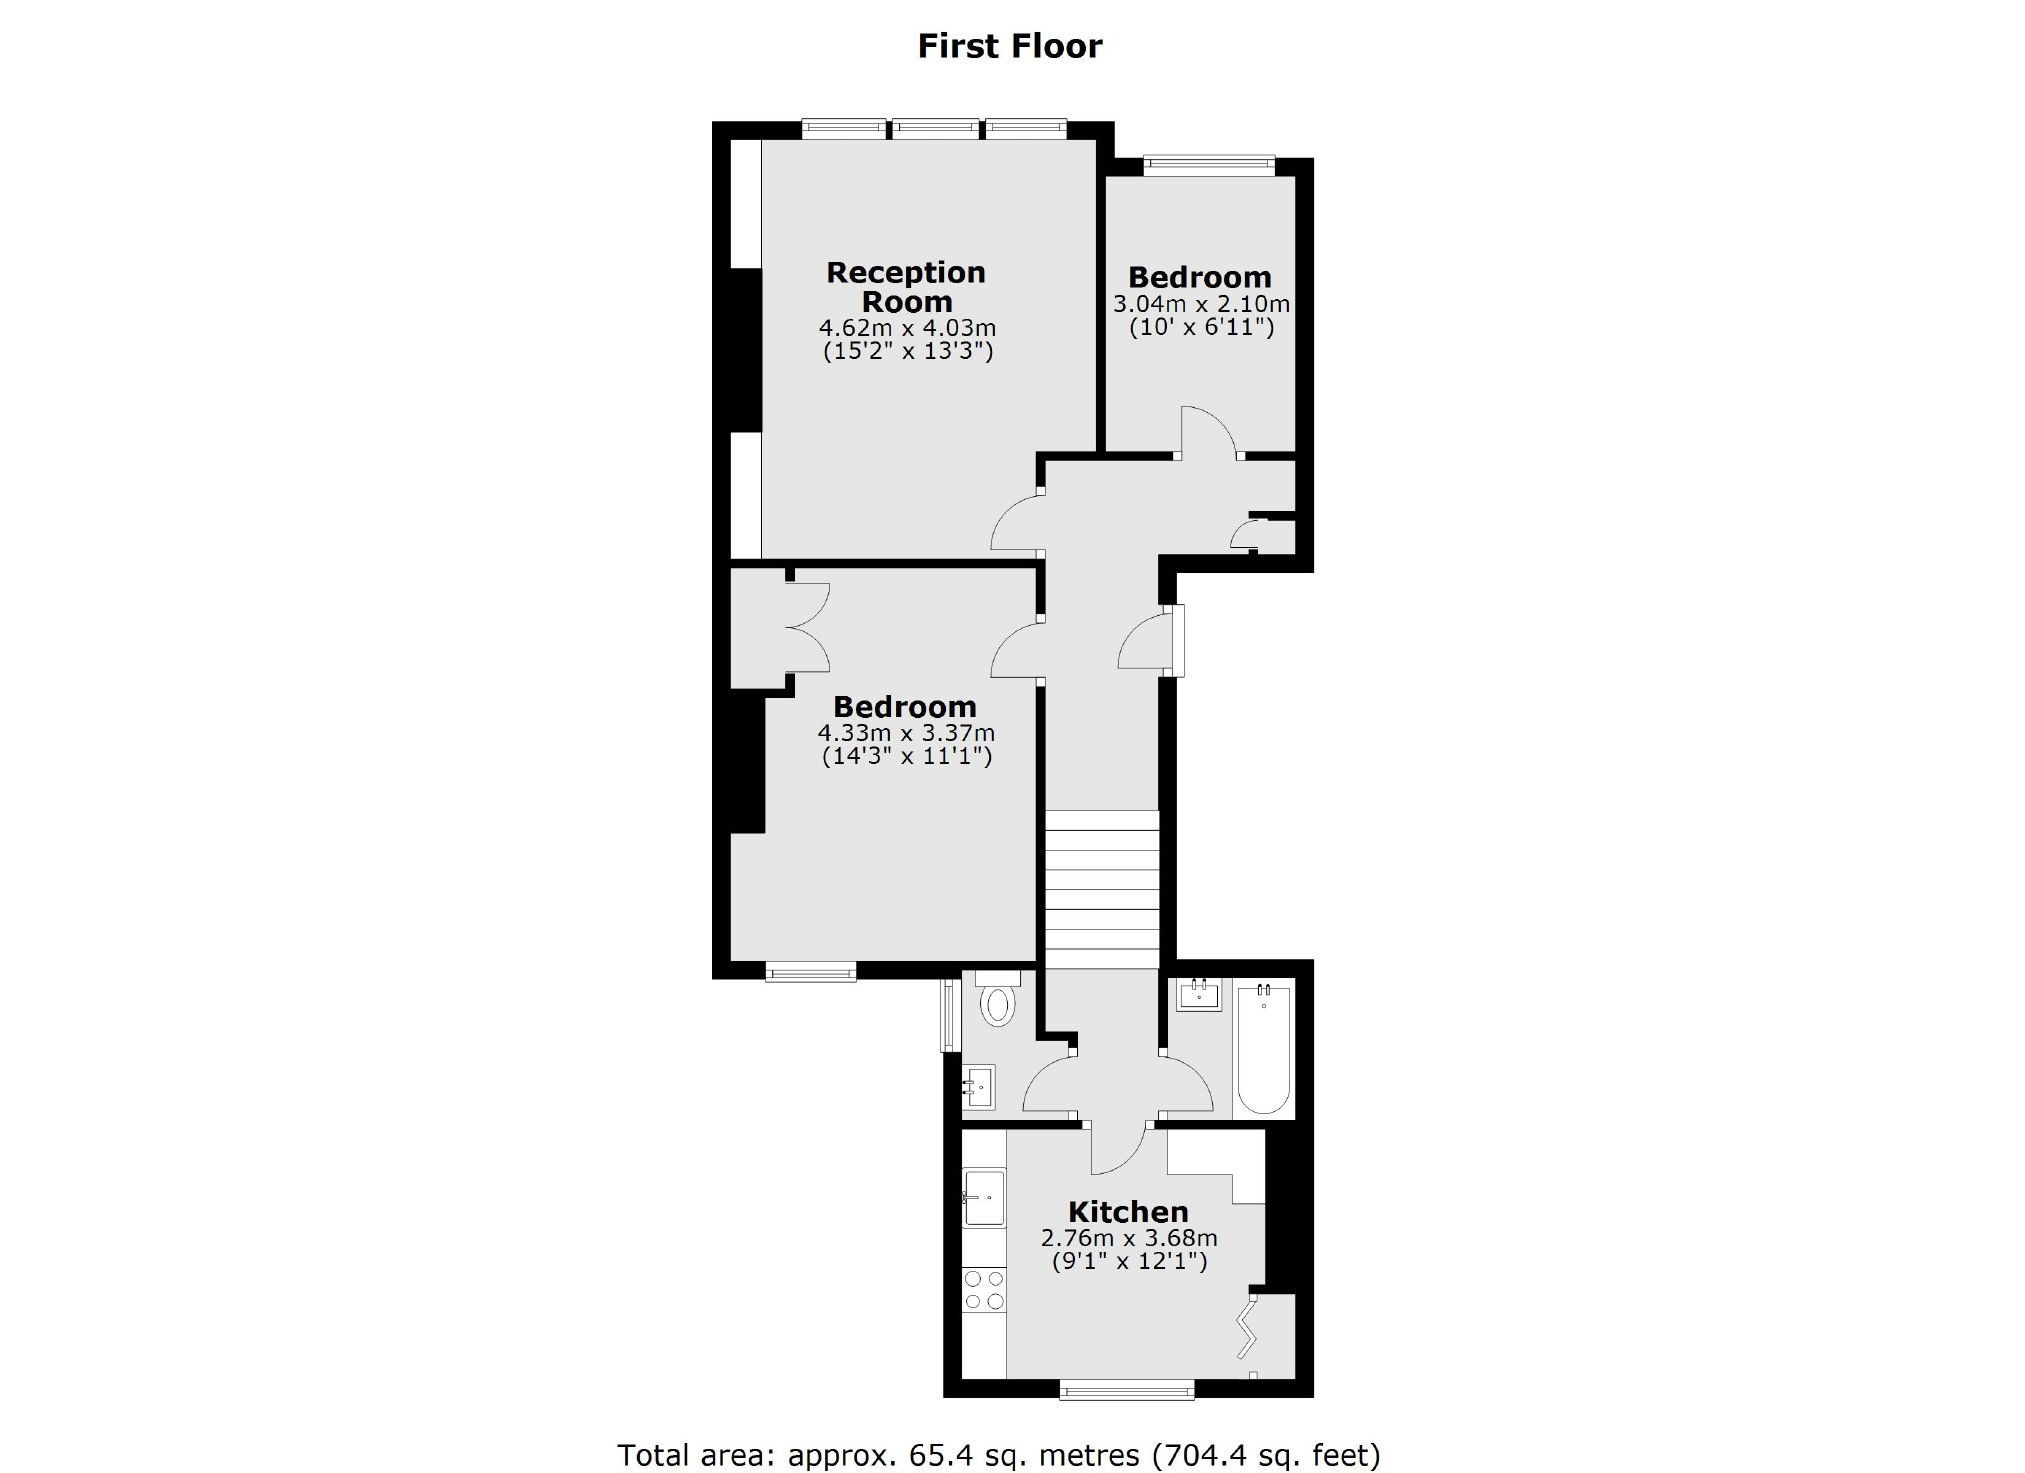 First Floor
Reception
Room
4.62m x 4.03m
(15'2" x 13'3")
Bedroom
3.04m x 2.10m
(10' x 6'11")
Bedroom
4.33m x 3.37m
(14'3" x 11'1")
Kitchen
2.76m x 3.68m
(9'1" x 12'1")
Total area: approx. 65.4 sq. metres (704.4 sq. feet)